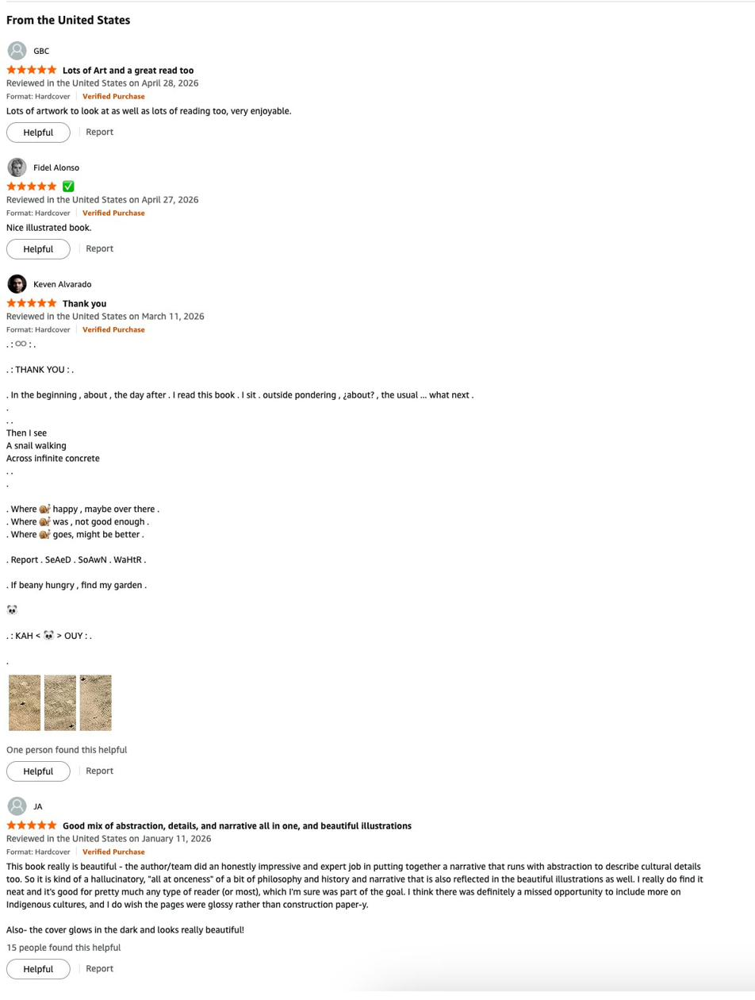 From the United States
GBC
Lots of Art and a great read too
Reviewed in the United States on April 28, 2026
Format: Hardcover | Verified Purchase
Lots of artwork to look at as well as lots of reading too, very enjoyable.
Helpful | Report
Fidel Alonso
✅
Reviewed in the United States on April 27, 2026
Format: Hardcover | Verified Purchase
Nice illustrated book.
Helpful | Report
Keven Alvarado
Thank you
Reviewed in the United States on March 11, 2026
Format: Hardcover | Verified Purchase
. : ∞ : .
. : THANK YOU : .
. In the beginning , about , the day after . I read this book . I sit . outside pondering , ¿about? , the usual ... what next .
.
. .
Then I see
A snail walking
Across infinite concrete
. .
.
. Where 🐌 happy , maybe over there .
. Where 🐌 was , not good enough .
. Where 🐌 goes, might be better .
. Report . SeAeD . SoAwN . WaHtR .
. If beany hungry , find my garden .
🐼
. : KAH < 🐼 > OUY : .
.
One person found this helpful
Helpful | Report
JA
Good mix of abstraction, details, and narrative all in one, and beautiful illustrations
Reviewed in the United States on January 11, 2026
Format: Hardcover | Verified Purchase
This book really is beautiful - the author/team did an honestly impressive and expert job in putting together a narrative that runs with abstraction to describe cultural details
too. So it is kind of a hallucinatory, "all at onceness" of a bit of philosophy and history and narrative that is also reflected in the beautiful illustrations as well. I really do find it
neat and it's good for pretty much any type of reader (or most), which I'm sure was part of the goal. I think there was definitely a missed opportunity to include more on
Indigenous cultures, and I do wish the pages were glossy rather than construction paper-y.
Also- the cover glows in the dark and looks really beautiful!
15 people found this helpful
Helpful | Report